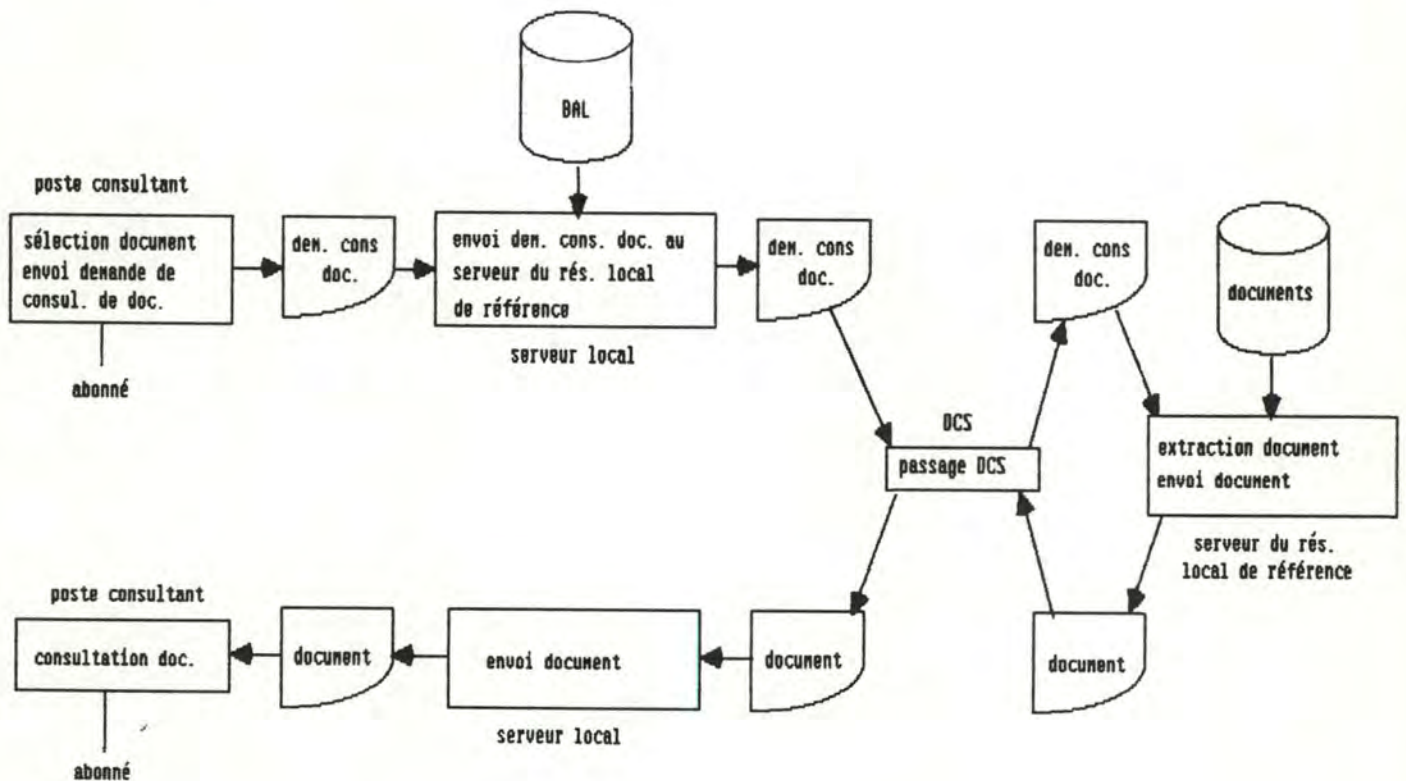 BAL
poste consultant
sélection document
envoi demande de
consul. de doc.
abonné
dem. cons
doc.
envoi dem. cons. doc. au
serveur du rés. local
de référence
serveur local
dem. cons
doc.
DCS
passage DCS
dem. cons
doc.
documents
extraction document
envoi document
serveur du rés.
local de référence
document
document
envoi document
serveur local
document
poste consultant
consultation doc.
abonné